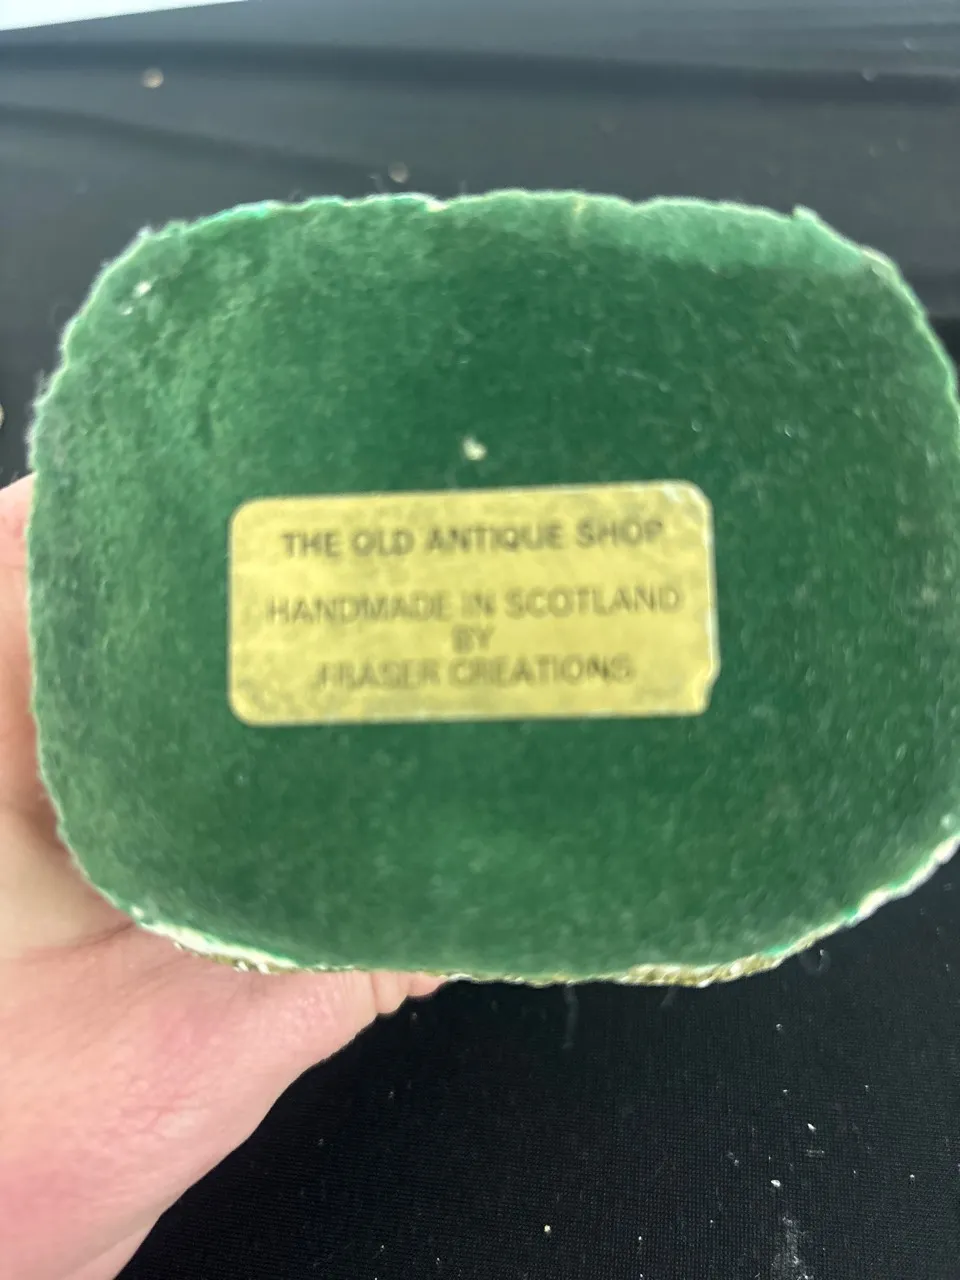 THE OLD ANTIQUE SHOP
HANDMADE IN SCOTLAND
BY
FRASER CREATIONS